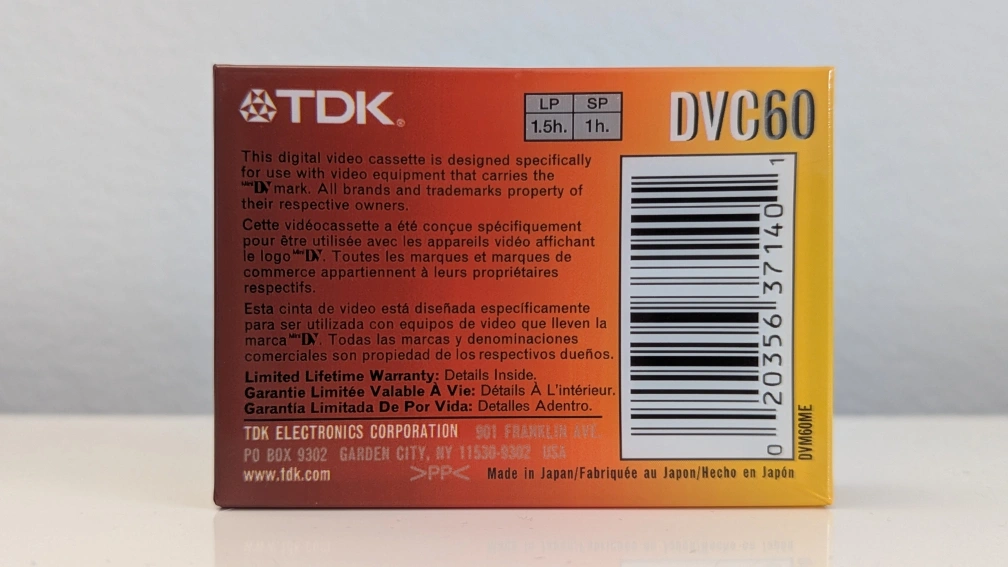 TDK®
LP SP
1.5h. 1h.
DVC60
This digital video cassette is designed specifically
for use with video equipment that carries the
Mini DV mark. All brands and trademarks property of
their respective owners.
Cette vidéocassette a été conçue spécifiquement
pour être utilisée avec les appareils vidéo affichant
le logo Mini DV. Toutes les marques et marques de
commerce appartiennent à leurs propriétaires
respectifs.
Esta cinta de video está diseñada específicamente
para ser utilizada con equipos de video que lleven la
marca Mini DV. Todas las marcas y denominaciones
comerciales son propiedad de los respectivos dueños.
Limited Lifetime Warranty: Details Inside.
Garantie Limitée Valable À Vie: Détails À L'intérieur.
Garantia Limitada De Por Vida: Detalles Adentro.
TDK ELECTRONICS CORPORATION 901 FRANKLIN AVE.
PO BOX 9302 GARDEN CITY, NY 11530-9302 USA
www.tdk.com >PP< Made in Japan/Fabriquée au Japon/Hecho en Japón
0 20356 37140 1
DVM60ME